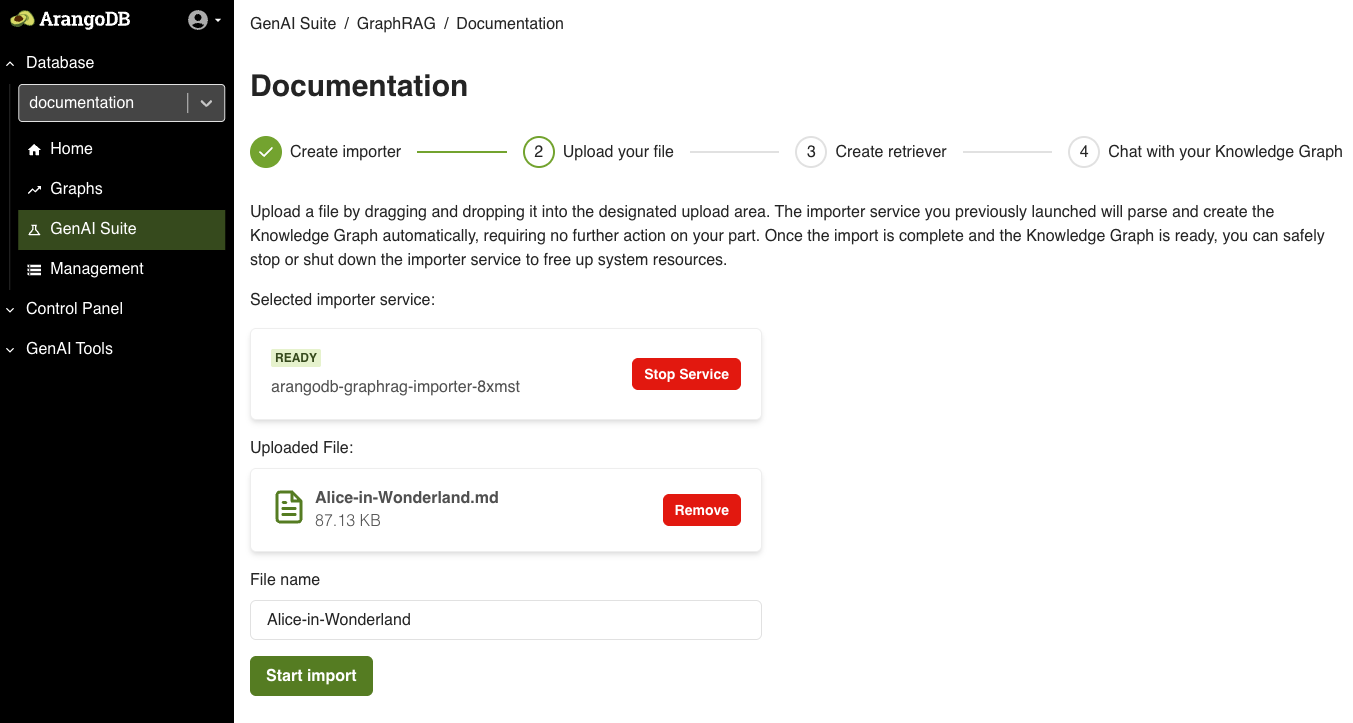 ArangoDB
Database
documentation
Home
Graphs
GenAI Suite
Management
Control Panel
GenAI Tools
GenAI Suite / GraphRAG / Documentation
Documentation
Create importer
2 Upload your file
3 Create retriever
4 Chat with your Knowledge Graph
Upload a file by dragging and dropping it into the designated upload area. The importer service you previously launched will parse and create the
Knowledge Graph automatically, requiring no further action on your part. Once the import is complete and the Knowledge Graph is ready, you can safely
stop or shut down the importer service to free up system resources.
Selected importer service:
READY
arangodb-graphrag-importer-8xmst
Stop Service
Uploaded File:
Alice-in-Wonderland.md
87.13 KB
Remove
File name
Alice-in-Wonderland
Start import